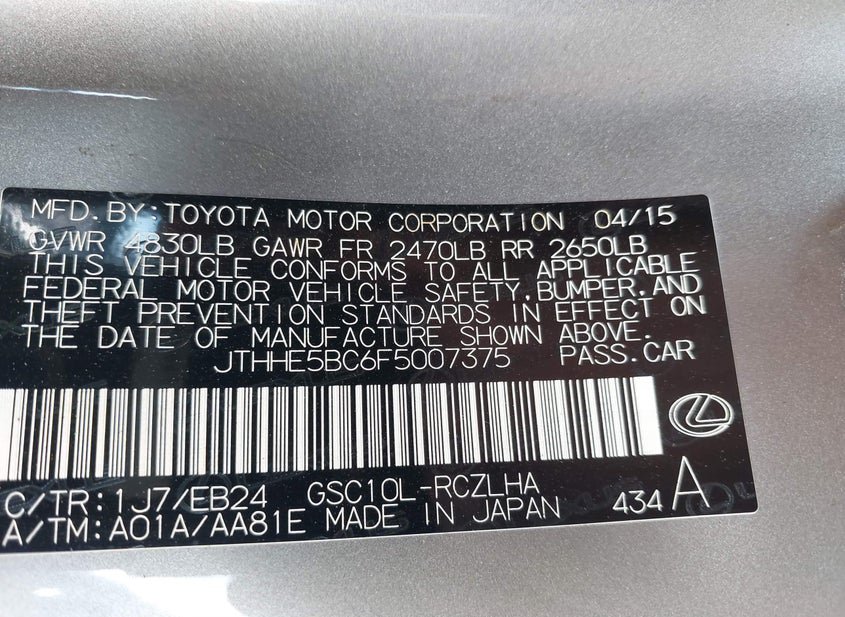 MFD.BY:TOYOTA MOTOR CORPORATION 04/15
GVWR 4830LB GAWR FR 2470LB RR 2650LB
THIS VEHICLE CONFORMS TO ALL APPLICABLE
FEDERAL MOTOR VEHICLE SAFETY,BUMPER,AND
THEFT PREVENTION STANDARDS IN EFFECT ON
THE DATE OF MANUFACTURE SHOWN ABOVE.
JTHHE5BC6F5007375 PASS.CAR
C/TR:1J7/EB24 GSC10L-RCZLHA
A/TM:A01A/AA81E MADE IN JAPAN 434 A